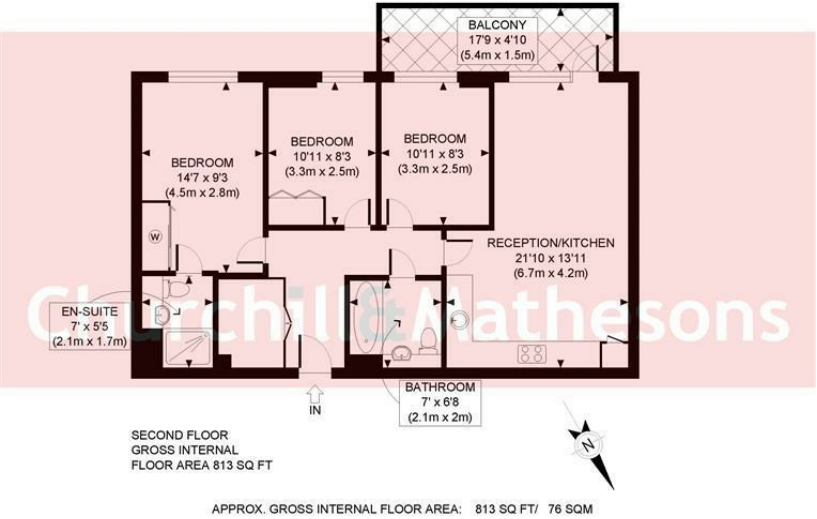 BALCONY
17'9 x 4'10
(5.4m x 1.5m)
BEDROOM
14'7 x 9'3
(4.5m x 2.8m)
BEDROOM
10'11 x 8'3
(3.3m x 2.5m)
BEDROOM
10'11 x 8'3
(3.3m x 2.5m)
W
RECEPTION/KITCHEN
21'10 x 13'11
(6.7m x 4.2m)
Churchill&Mathesons
EN-SUITE
7' x 5'5
(2.1m x 1.7m)
BATHROOM
7' x 6'8
(2.1m x 2m)
IN
SECOND FLOOR
GROSS INTERNAL
FLOOR AREA 813 SQ FT
N
APPROX. GROSS INTERNAL FLOOR AREA: 813 SQ FT/ 76 SQM